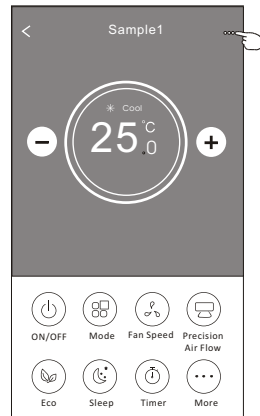 Sample1
Cool
25.0°C
ON/OFF Mode Fan Speed Precision Air Flow
Eco Sleep Timer More